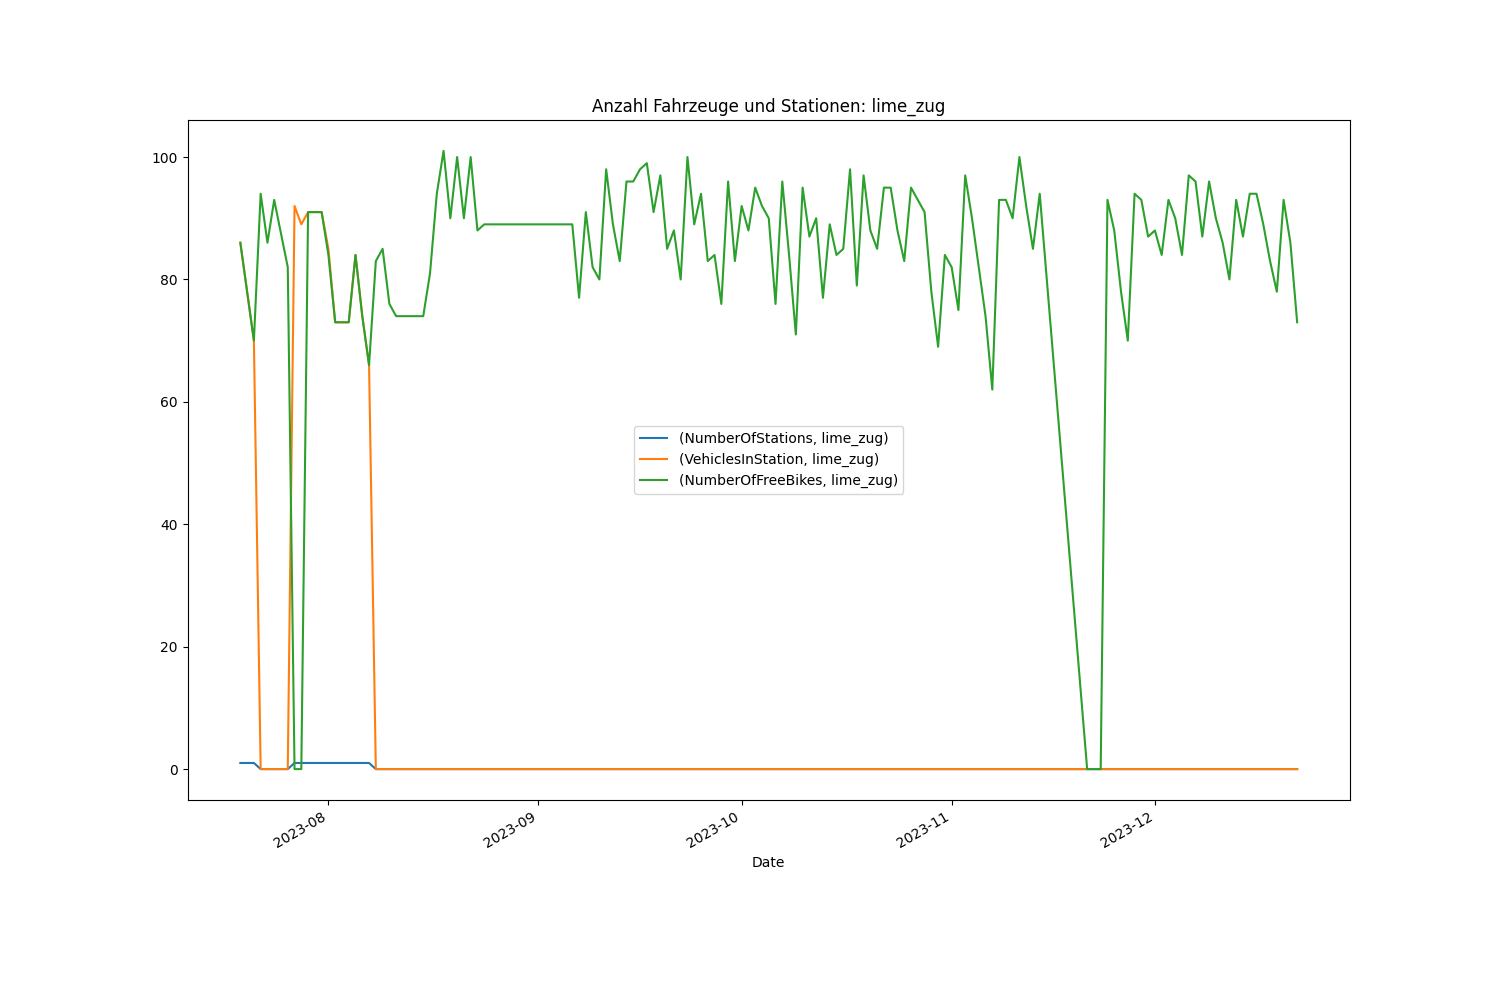 Anzahl Fahrzeuge und Stationen: lime_zug
100
80
60
40
20
0
(NumberOfStations, lime_zug)
(VehiclesInStation, lime_zug)
(NumberOfFreeBikes, lime_zug)
2023-08
2023-09
2023-10
2023-11
2023-12
Date